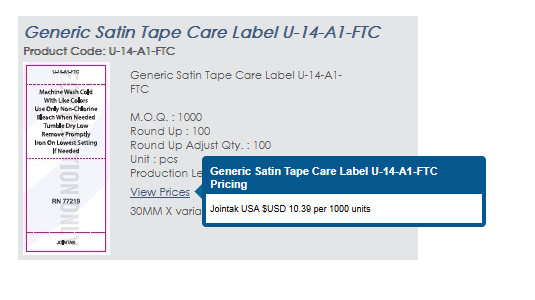 Generic Satin Tape Care Label U-14-A1-FTC
Product Code: U-14-A1-FTC
U-14-A1-FTC
Machine Wash Cold
With Like Colors
Use Only Non-Chlorine
Bleach When Needed
Tumble Dry Low
Remove Promptly
Iron On Lowest Setting
If Needed
RN 77219
JOINTAK
Generic Satin Tape Care Label U-14-A1-
FTC
M.O.Q. : 1000
Round Up : 100
Round Up Adjust Qty. : 100
Unit : pcs
Production Le
View Prices
30MM X varia
Generic Satin Tape Care Label U-14-A1-FTC
Pricing
Jointak USA $USD 10.39 per 1000 units